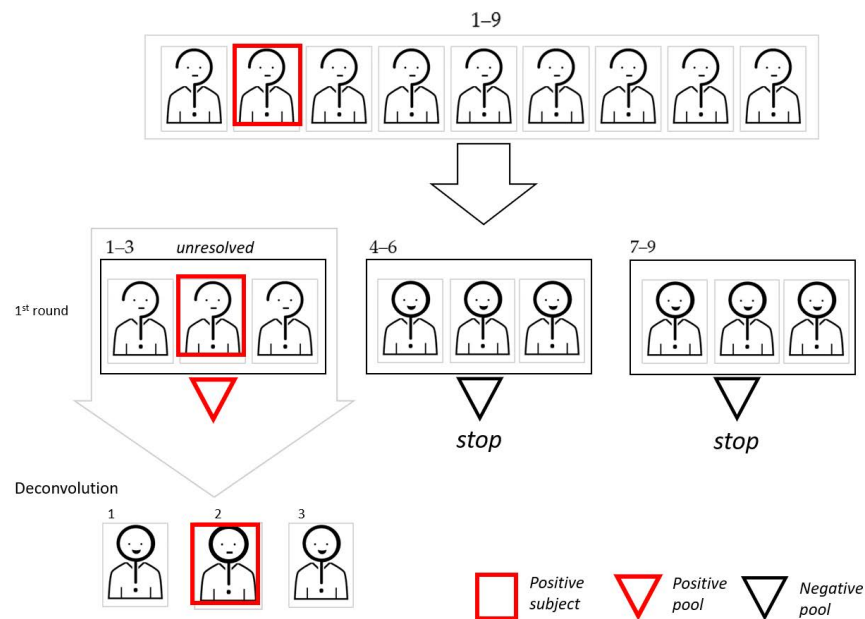 1–9
1–3 unresolved
4–6
7–9
1st round
stop
stop
Deconvolution
1
2
3
Positive
subject
Positive
pool
Negative
pool